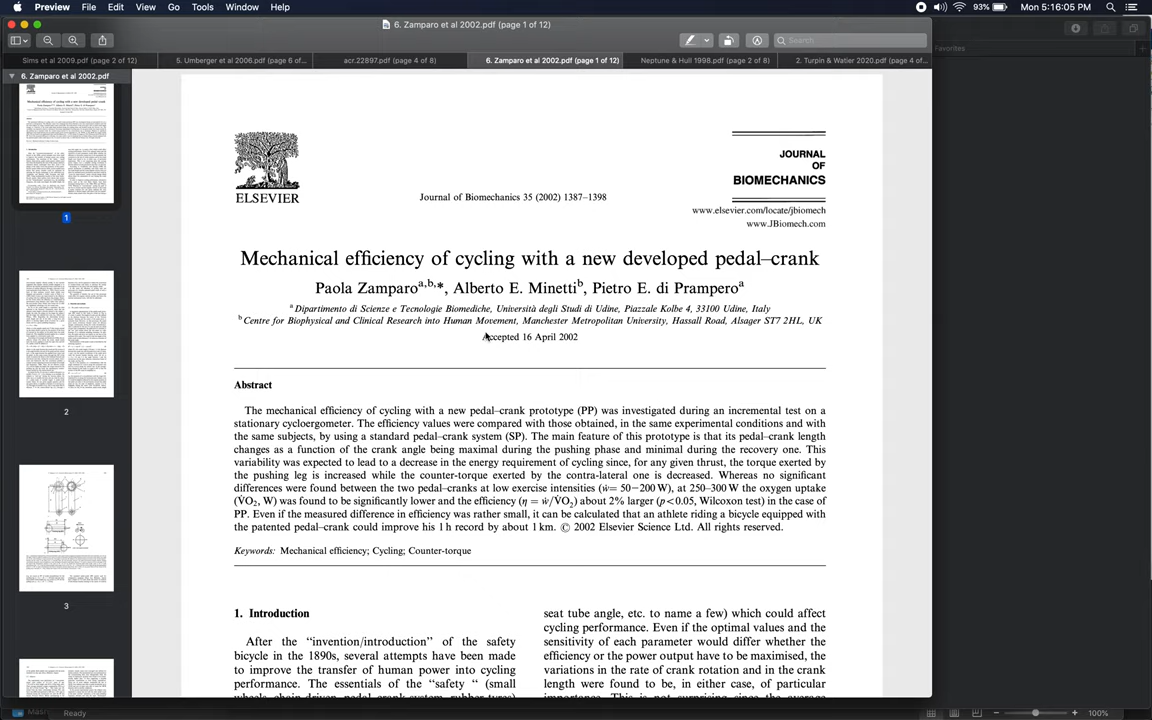 Preview File Edit View Go Tools Window Help
93% Mon 5:16:05 PM
6. Zamparo et al 2002.pdf (page 1 of 12)
Search
Sims et al 2009.pdf (page 2 of 12)
5. Umberger et al 2006.pdf (page 6 of...
acr.22897.pdf (page 4 of 8)
6. Zamparo et al 2002.pdf (page 1 of 12)
Neptune & Hull 1998.pdf (page 2 of 8)
2. Turpin & Watier 2020.pdf (page 4 of...
Favorites
6. Zamparo et al 2002.pdf
1
2
3
ELSEVIER
Journal of Biomechanics 35 (2002) 1387–1398
JOURNAL
OF
BIOMECHANICS
www.elsevier.com/locate/jbiomech
www.JBiomech.com
Mechanical efficiency of cycling with a new developed pedal–crank
Paola Zamparoa,b,*, Alberto E. Minettib, Pietro E. di Pramperoa
a Dipartimento di Scienze e Tecnologie Biomediche, Università degli Studi di Udine, Piazzale Kolbe 4, 33100 Udine, Italy
b Centre for Biophysical and Clinical Research into Human Movement, Manchester Metropolitan University, Hassall Road, Alsager ST7 2HL, UK
Accepted 16 April 2002
Abstract
The mechanical efficiency of cycling with a new pedal–crank prototype (PP) was investigated during an incremental test on a
stationary cycloergometer. The efficiency values were compared with those obtained, in the same experimental conditions and with
the same subjects, by using a standard pedal–crank system (SP). The main feature of this prototype is that its pedal–crank length
changes as a function of the crank angle being maximal during the pushing phase and minimal during the recovery one. This
variability was expected to lead to a decrease in the energy requirement of cycling since, for any given thrust, the torque exerted by
the pushing leg is increased while the counter-torque exerted by the contra-lateral one is decreased. Whereas no significant
differences were found between the two pedal–cranks at low exercise intensities (ẇ= 50−200 W), at 250–300 W the oxygen uptake
(V̇O2, W) was found to be significantly lower and the efficiency (η = ẇ/V̇O2) about 2% larger (p<0.05, Wilcoxon test) in the case of
PP. Even if the measured difference in efficiency was rather small, it can be calculated that an athlete riding a bicycle equipped with
the patented pedal–crank could improve his 1 h record by about 1 km. © 2002 Elsevier Science Ltd. All rights reserved.
Keywords: Mechanical efficiency; Cycling; Counter-torque
1. Introduction
After the ‘‘invention/introduction’’ of the safety
bicycle in the 1890s, several attempts have been made
to improve the transfer of human power into cycling
performance. The essentials of the ‘‘safety ‘‘ (small
wheels, chain-driven pedal-crank system, rubber tyres)
seat tube angle, etc. to name a few) which could affect
cycling performance. Even if the optimal values and the
sensitivity of each parameter would differ whether the
efficiency or the power output have to be maximised, the
variations in the rate of crank rotation and in the crank
length were found to be, in either case, of particular
importance. This is not surprising since the average
Ready
100%